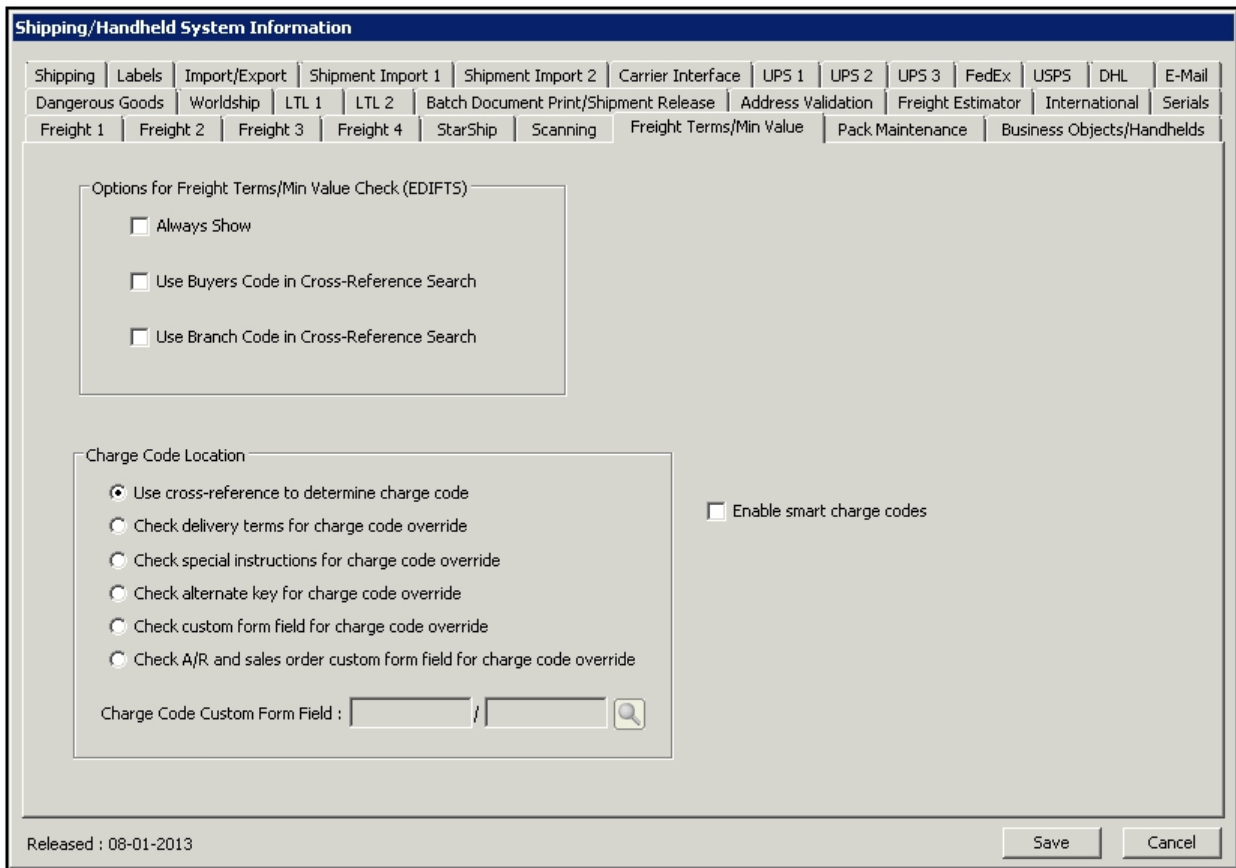 Shipping/Handheld System Information
Shipping Labels Import/Export Shipment Import 1 Shipment Import 2 Carrier Interface UPS 1 UPS 2 UPS 3 FedEx USPS DHL E-Mail
Dangerous Goods Worldship LTL 1 LTL 2 Batch Document Print/Shipment Release Address Validation Freight Estimator International Serials
Freight 1 Freight 2 Freight 3 Freight 4 StarShip Scanning Freight Terms/Min Value Pack Maintenance Business Objects/Handhelds
Options for Freight Terms/Min Value Check (EDIFTS)
Always Show
Use Buyers Code in Cross-Reference Search
Use Branch Code in Cross-Reference Search
Charge Code Location
Use cross-reference to determine charge code
Enable smart charge codes
Check delivery terms for charge code override
Check special instructions for charge code override
Check alternate key for charge code override
Check custom form field for charge code override
Check A/R and sales order custom form field for charge code override
Charge Code Custom Form Field : /
Released : 08-01-2013
Save Cancel